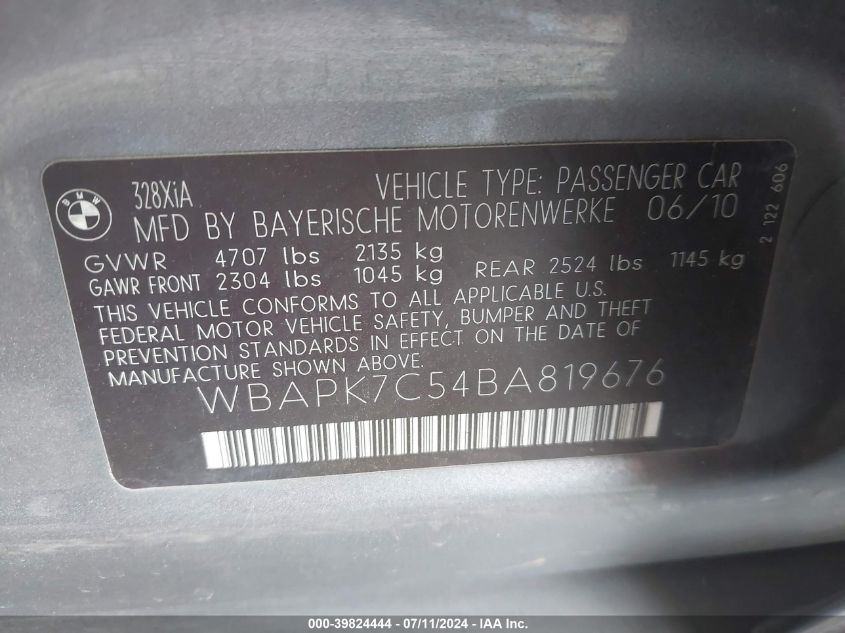 BMW
328XiA
VEHICLE TYPE: PASSENGER CAR
MFD BY BAYERISCHE MOTORENWERKE 06/10
GVWR 4707 lbs 2135 kg
GAWR FRONT 2304 lbs 1045 kg REAR 2524 lbs 1145 kg
THIS VEHICLE CONFORMS TO ALL APPLICABLE U.S.
FEDERAL MOTOR VEHICLE SAFETY, BUMPER AND THEFT
PREVENTION STANDARDS IN EFFECT ON THE DATE OF
MANUFACTURE SHOWN ABOVE.
WBAPK7C54BA819676
2 122 606
000-39824444 - 07/11/2024 - IAA Inc.